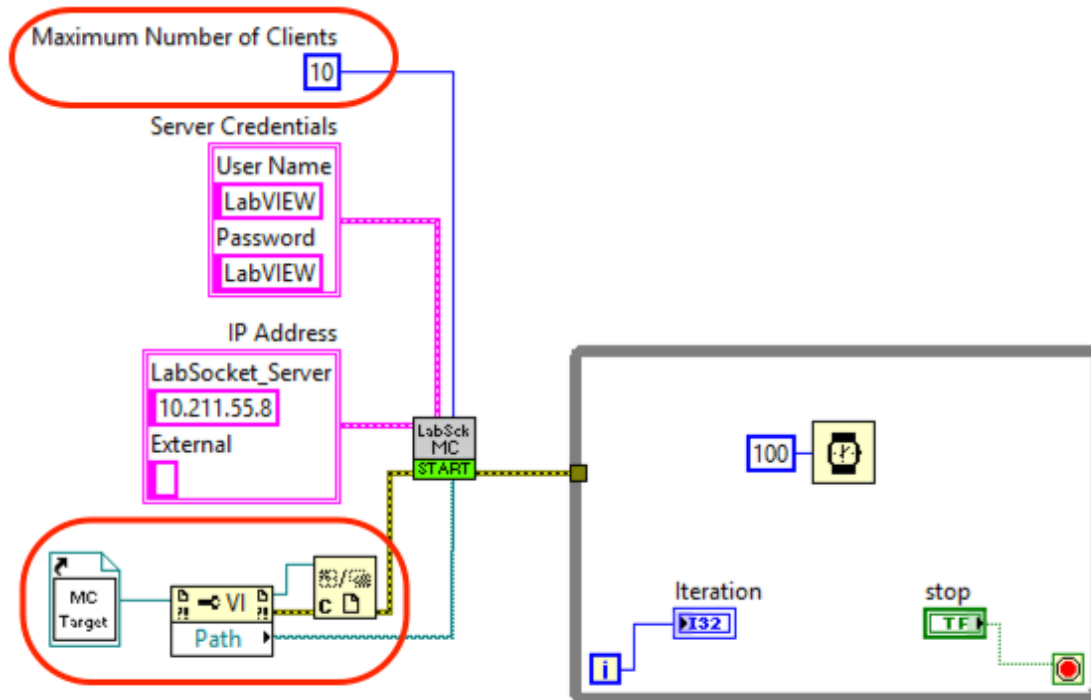 Maximum Number of Clients
10
Server Credentials
User Name
LabVIEW
Password
LabVIEW
IP Address
LabSocket_Server
10.211.55.8
External
LabSck
MC
START
100
MC
Target
VI
Path
C
Iteration
I32
i
stop
TF